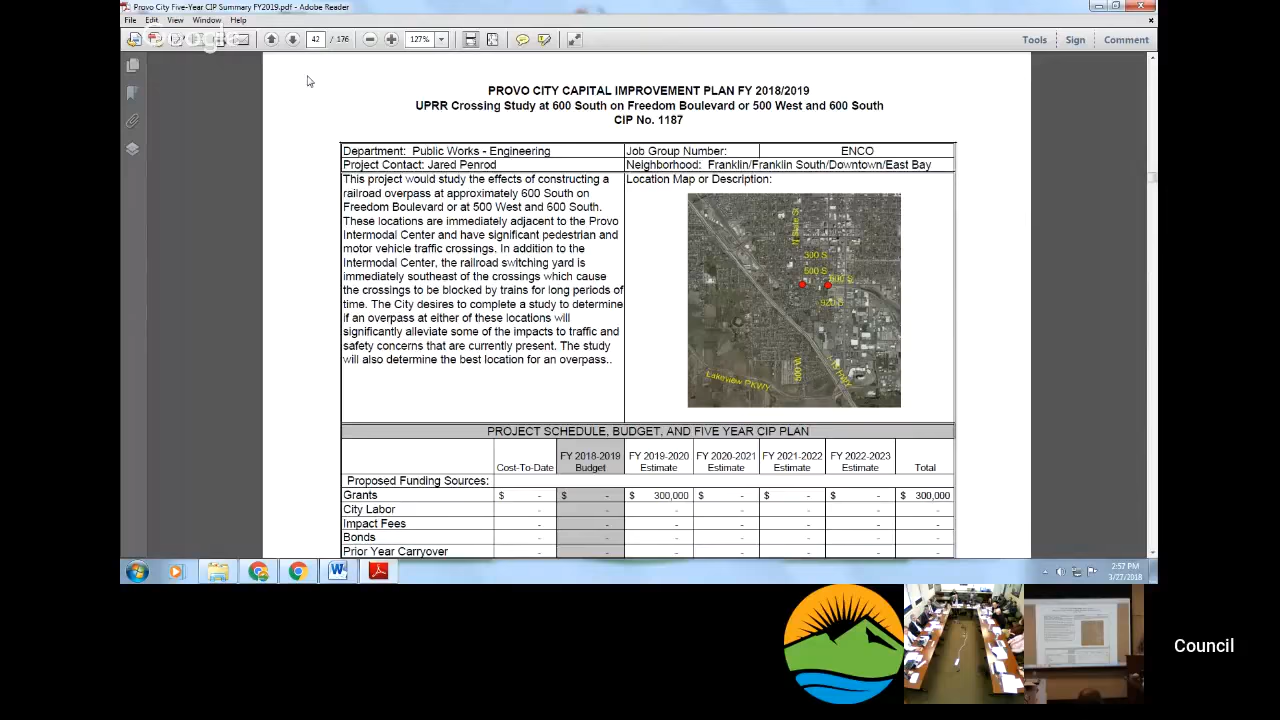 Provo City Five-Year CIP Summary FY2019.pdf - Adobe Reader
File Edit View Window Help
Google
42 / 176 127% Tools Sign Comment
PROVO CITY CAPITAL IMPROVEMENT PLAN FY 2018/2019
UPRR Crossing Study at 600 South on Freedom Boulevard or 500 West and 600 South
CIP No. 1187
Department: Public Works - Engineering Job Group Number: ENCO
Project Contact: Jared Penrod Neighborhood: Franklin/Franklin South/Downtown/East Bay
This project would study the effects of constructing a
railroad overpass at approximately 600 South on
Freedom Boulevard or at 500 West and 600 South.
These locations are immediately adjacent to the Provo
Intermodal Center and have significant pedestrian and
motor vehicle traffic crossings. In addition to the
Intermodal Center, the railroad switching yard is
immediately southeast of the crossings which cause
the crossings to be blocked by trains for long periods of
time. The City desires to complete a study to determine
if an overpass at either of these locations will
significantly alleviate some of the impacts to traffic and
safety concerns that are currently present. The study
will also determine the best location for an overpass..
Location Map or Description:
300 S
500 S
920 S
Lakeview PKWY
PROJECT SCHEDULE, BUDGET, AND FIVE YEAR CIP PLAN
FY 2018-2019 FY 2019-2020 FY 2020-2021 FY 2021-2022 FY 2022-2023
Cost-To-Date Budget Estimate Estimate Estimate Estimate Total
Proposed Funding Sources:
Grants $ - $ - $ 300,000 $ - $ - $ - $ 300,000
City Labor - - - - - - -
Impact Fees - - - - - - -
Bonds - - - - - - -
Prior Year Carryover - - - - - - -
2:57 PM
3/27/2018
Council